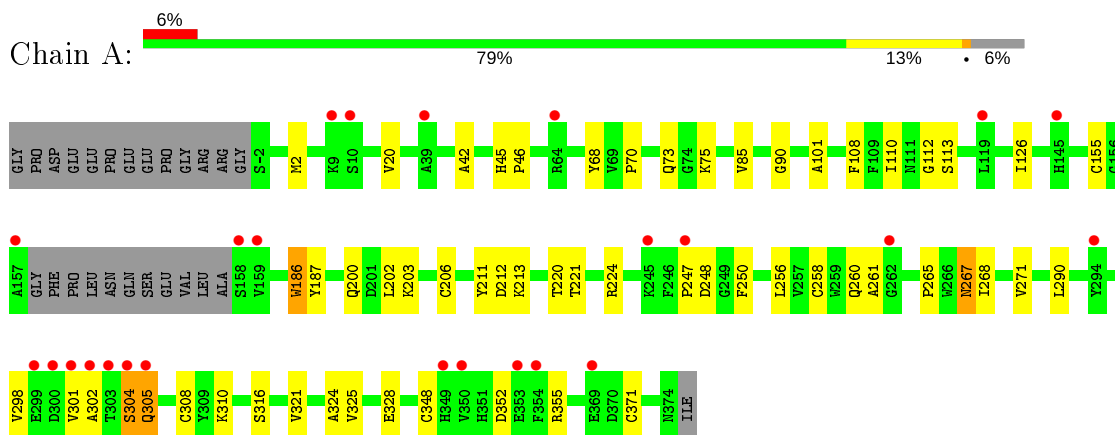 6%
Chain A:
79% 13% • 6%
GLY PRO ASP GLU GLU PRO GLU GLU PRO GLY ARG ARG GLY S-2 M2 K9 S10 V20 A39 A42 H45 P46 R64 Y68 V69 P70 Q73 G74 K75 V85 G90 A101 F108 F109 I110 N111 G112 S113 L119 I126 H145 C155 G156
A157 GLY PHE PRO LEU ASN GLN SER GLU VAL LEU ALA S158 V159 W186 Y187 Q200 D201 L202 K203 C206 Y211 D212 K213 T220 T221 R224 K245 F246 P247 D248 G249 F250 L256 V257 C258 W259 Q260 A261 G262 P265 W266 N267 I268 V271 L290 Y294
V298 E299 D300 V301 A302 T303 S304 Q305 C308 Y309 K310 S316 V321 A324 V325 E328 C348 H349 V350 H351 D352 E353 F354 R355 E369 D370 C371 N374 ILE